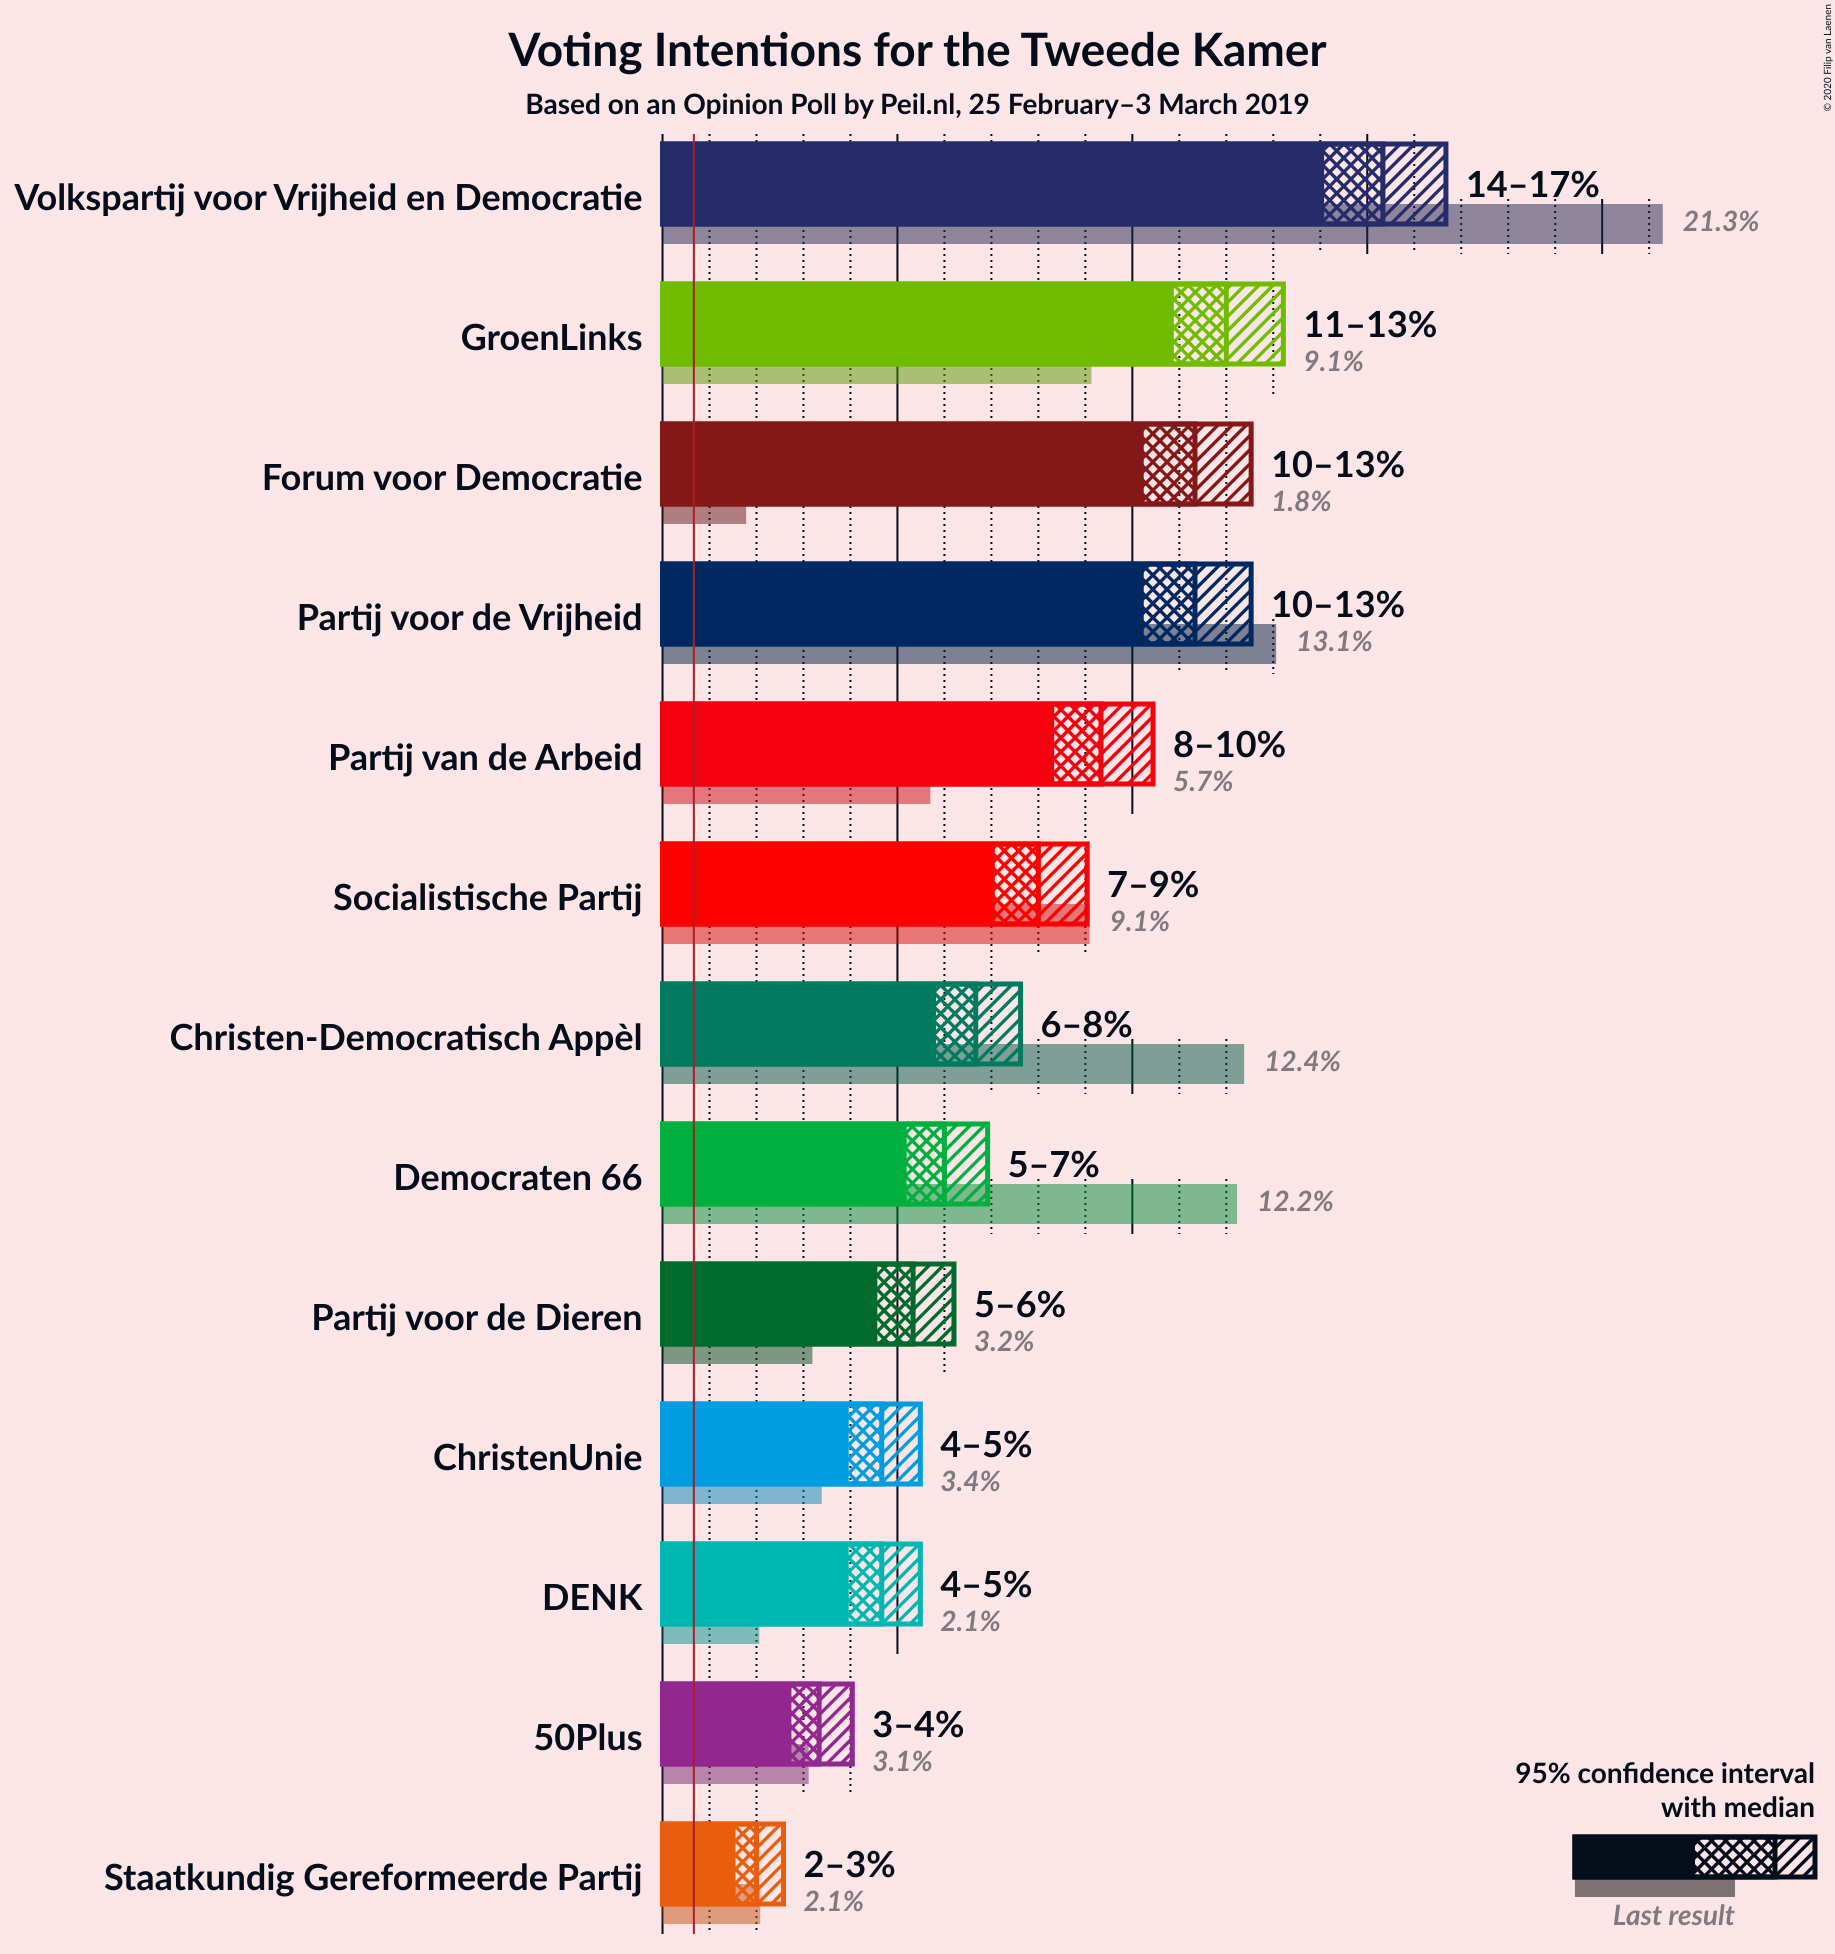 Voting Intentions for the Tweede Kamer
Based on an Opinion Poll by Peil.nl, 25 February–3 March 2019
© 2020 Filip van Laenen
Volkspartij voor Vrijheid en Democratie
14–17%
21.3%
GroenLinks
11–13%
9.1%
Forum voor Democratie
10–13%
1.8%
Partij voor de Vrijheid
10–13%
13.1%
Partij van de Arbeid
8–10%
5.7%
Socialistische Partij
7–9%
9.1%
Christen-Democratisch Appèl
6–8%
12.4%
Democraten 66
5–7%
12.2%
Partij voor de Dieren
5–6%
3.2%
ChristenUnie
4–5%
3.4%
DENK
4–5%
2.1%
50Plus
3–4%
3.1%
Staatkundig Gereformeerde Partij
2–3%
2.1%
95% confidence interval
with median
Last result